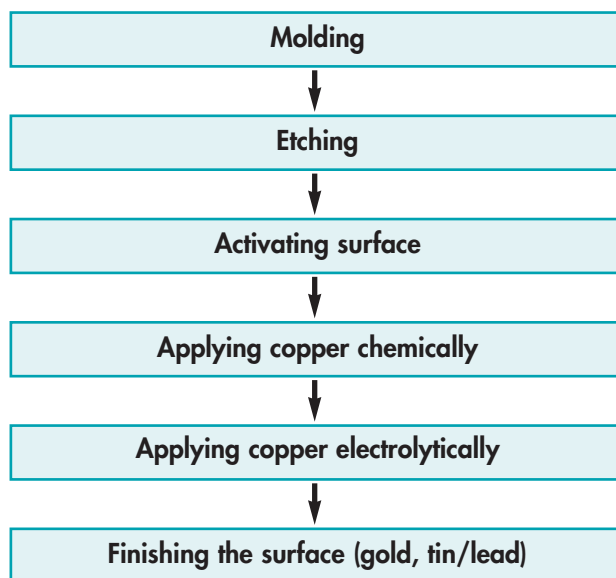 Molding
Etching
Activating surface
Applying copper chemically
Applying copper electrolytically
Finishing the surface (gold, tin/lead)